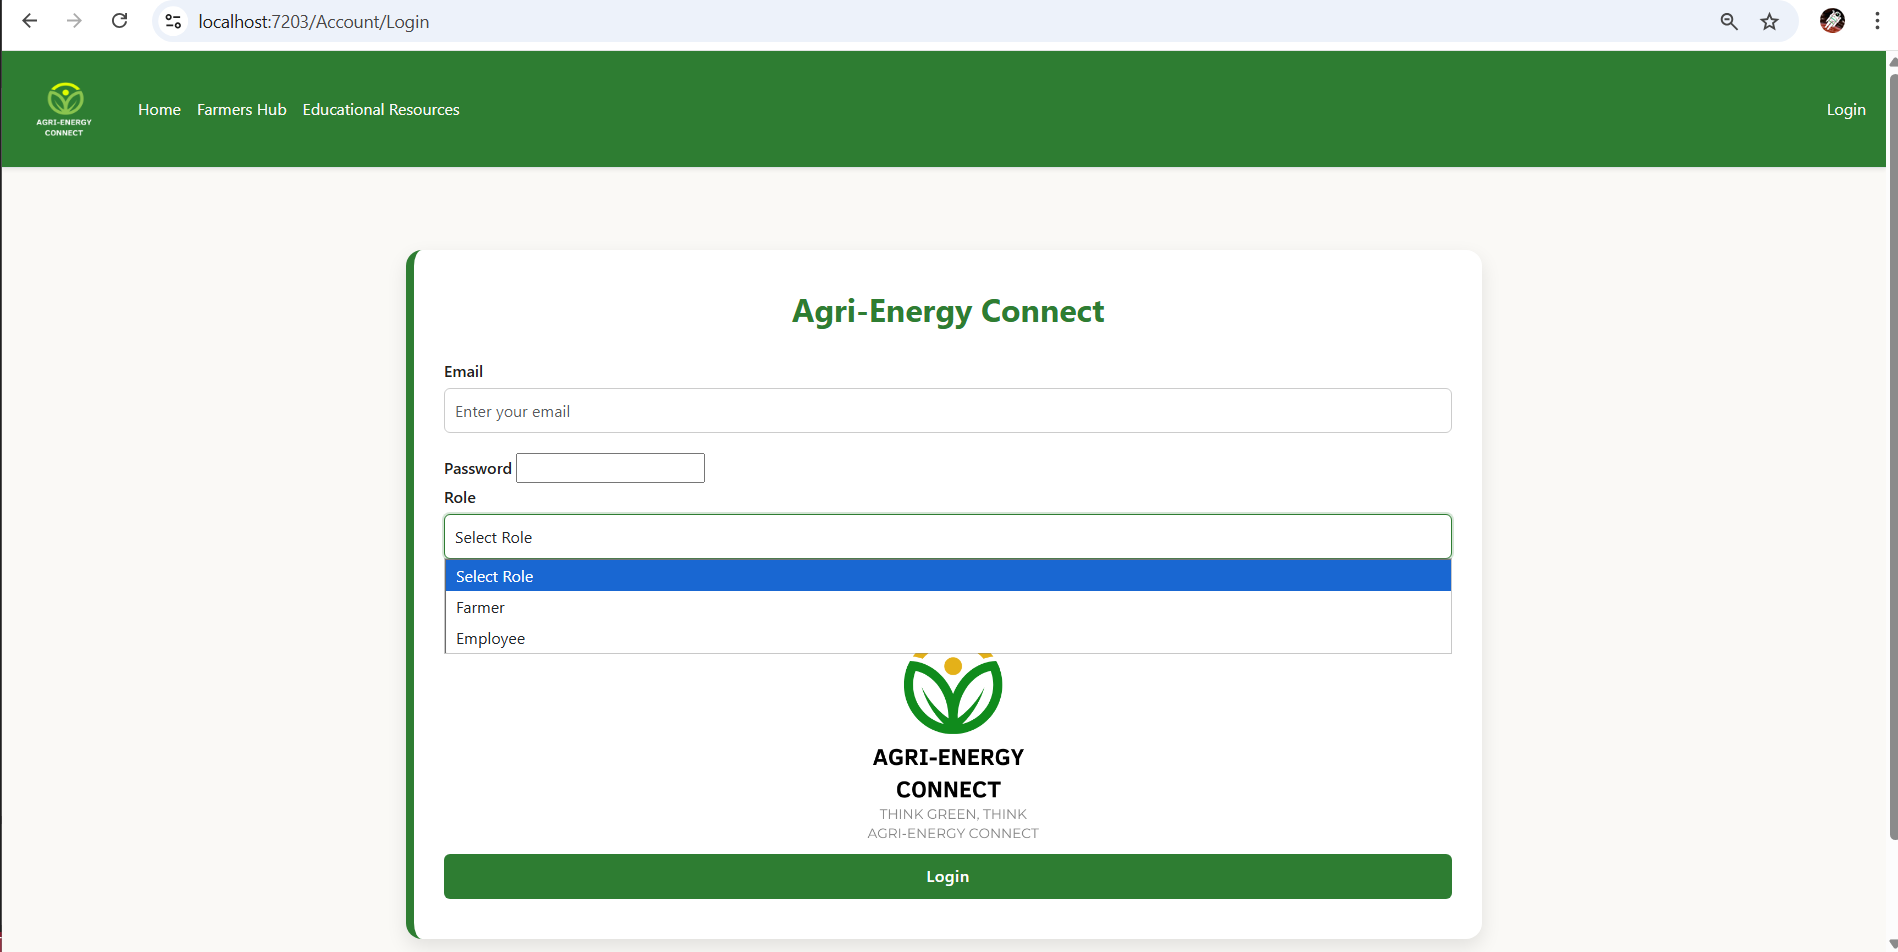 localhost:7203/Account/Login
AGRI-ENERGY
CONNECT
Home Farmers Hub Educational Resources Login
Agri-Energy Connect
Email
Enter your email
Password
Role
Select Role
Select Role
Farmer
Employee
AGRI-ENERGY
CONNECT
THINK GREEN, THINK
AGRI-ENERGY CONNECT
Login